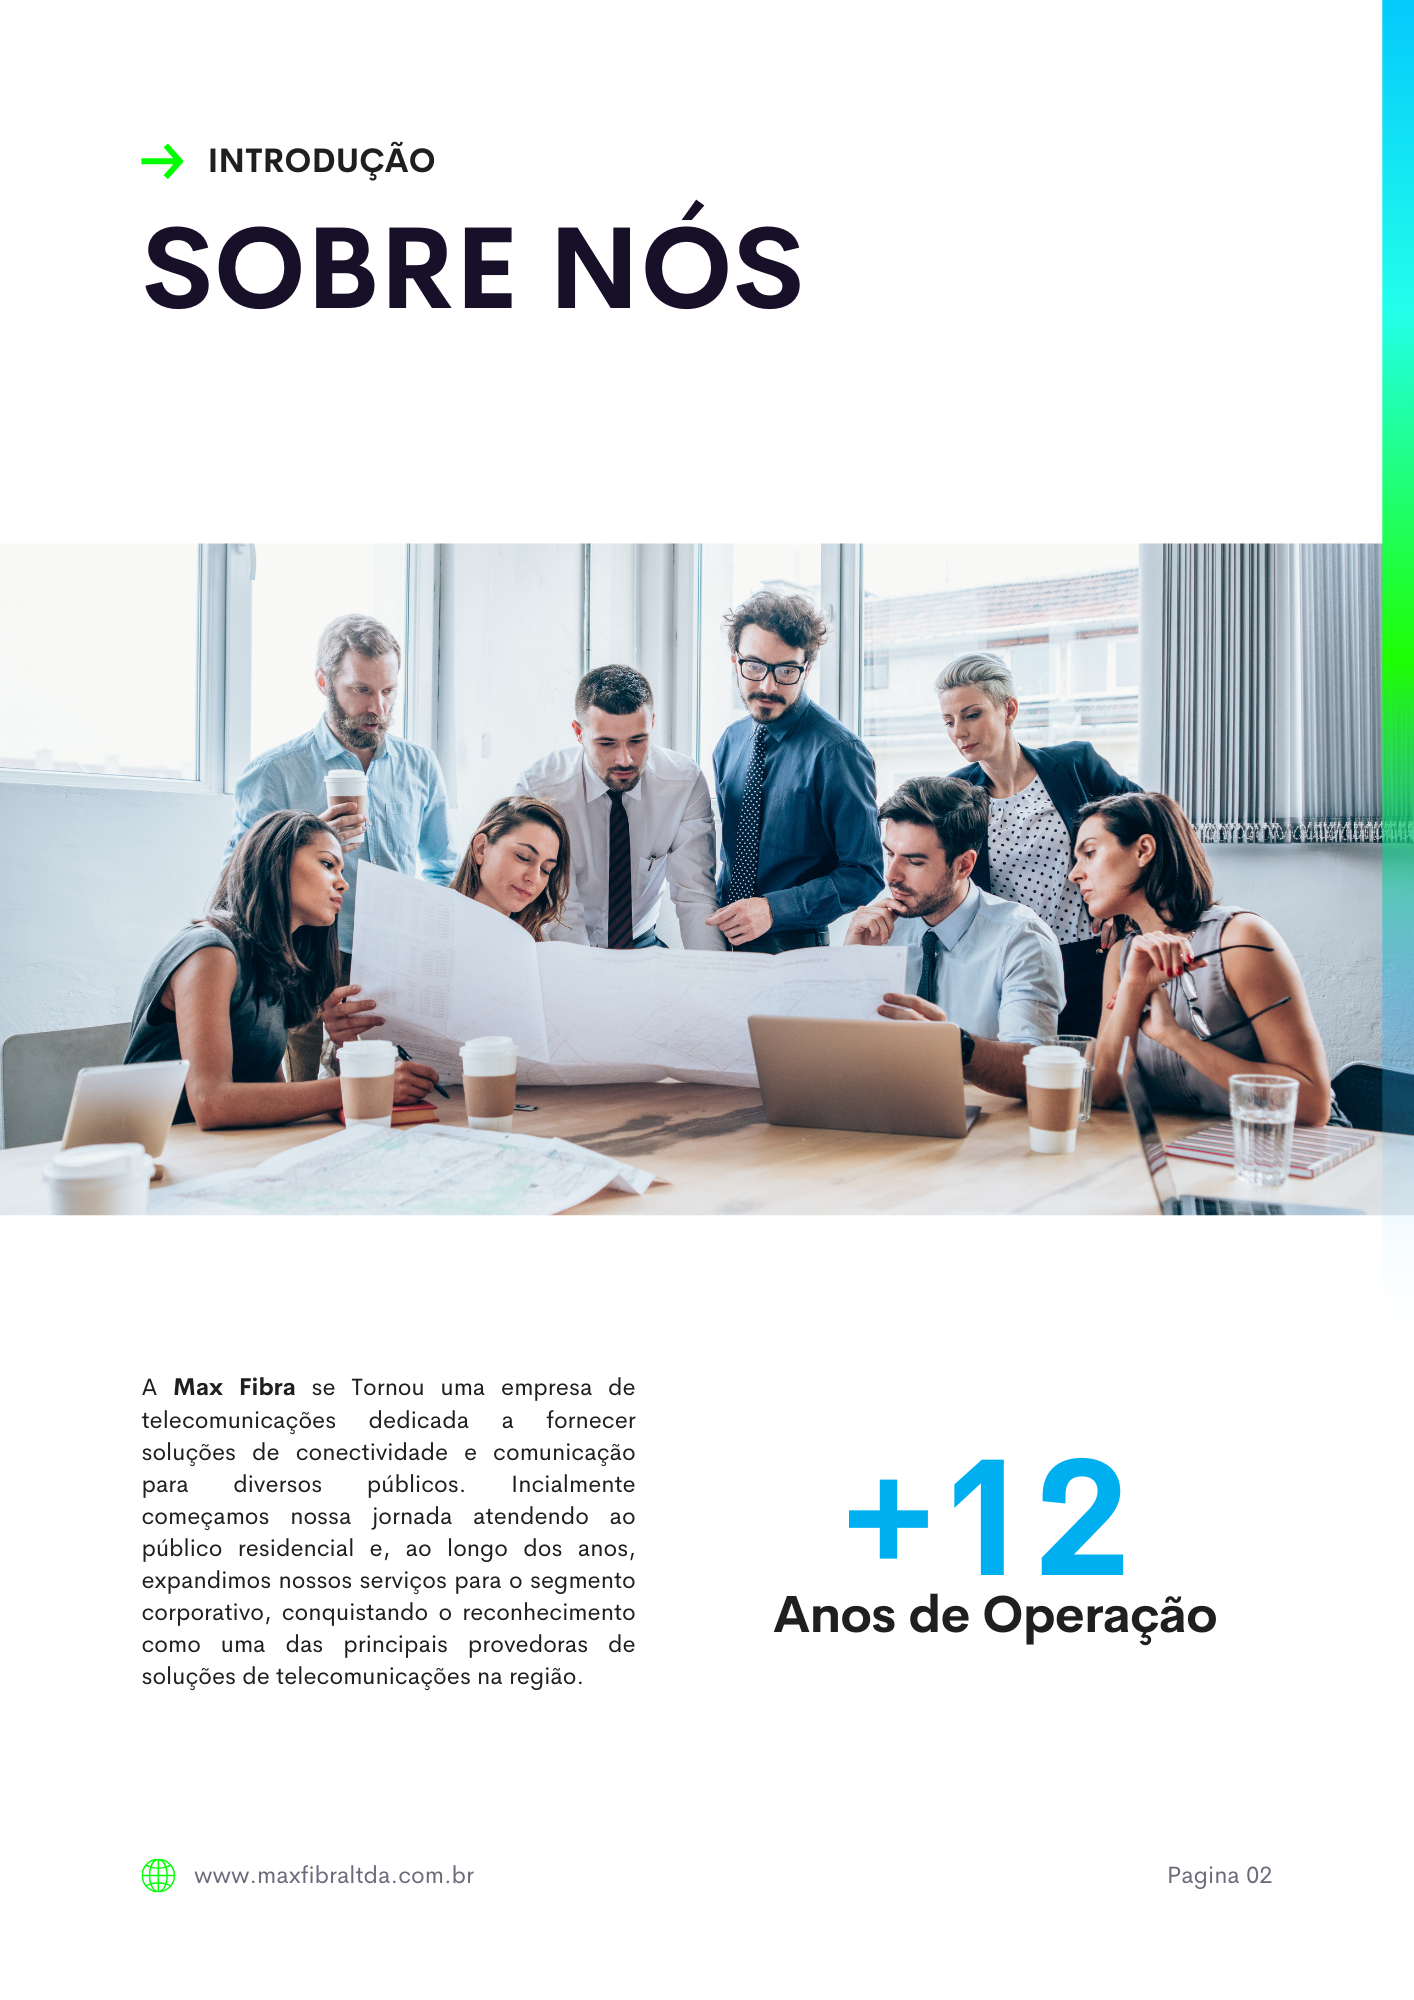 INTRODUÇÃO
SOBRE NÓS
A Max Fibra se Tornou uma empresa de
telecomunicações dedicada a fornecer
soluções de conectividade e comunicação
para diversos públicos. Incialmente
começamos nossa jornada atendendo ao
público residencial e, ao longo dos anos,
expandimos nossos serviços para o segmento
corporativo, conquistando o reconhecimento
como uma das principais provedoras de
soluções de telecomunicações na região.
+12
Anos de Operação
www.maxfibraltda.com.br
Pagina 02